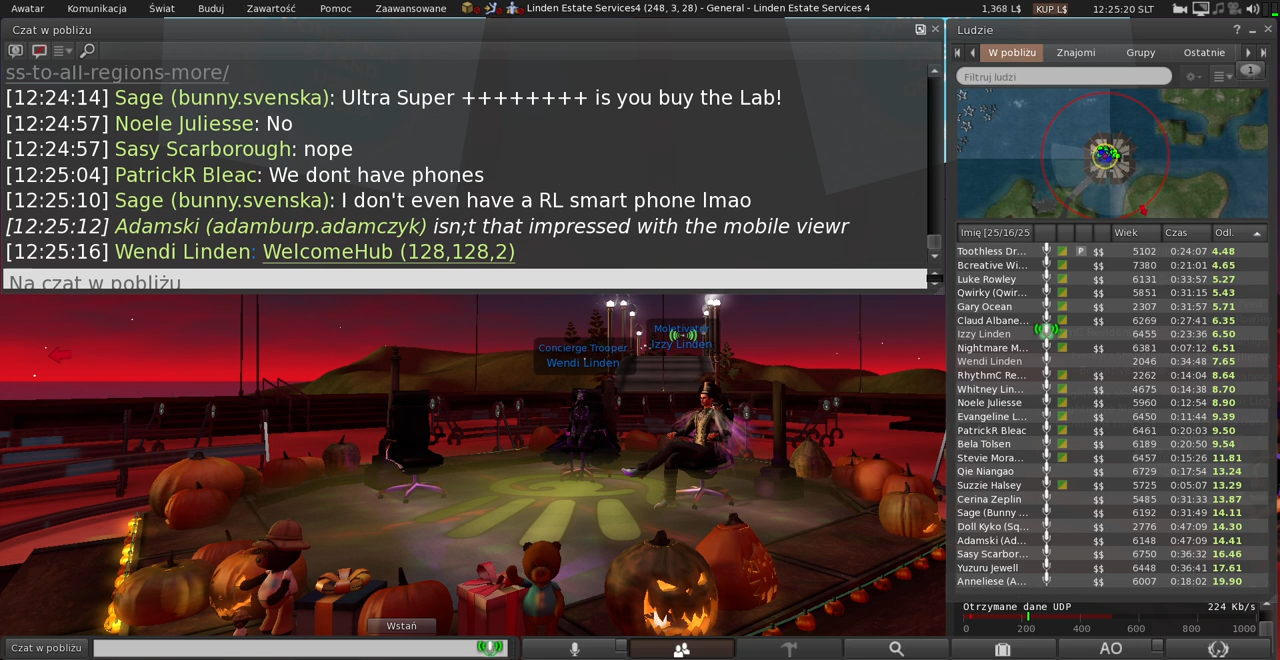 Awatar Komunikacja Świat Buduj Zawartość Pomoc Zaawansowane Linden Estate Services4 (248, 3, 28) - General - Linden Estate Services 4 1,368 L$ KUP L$ 12:25:20 SLT
Czat w pobliżu
ss-to-all-regions-more/
[12:24:14] Sage (bunny.svenska): Ultra Super ++++++++ is you buy the Lab!
[12:24:57] Noele Juliesse: No
[12:24:57] Sasy Scarborough: nope
[12:25:04] PatrickR Bleac: We dont have phones
[12:25:10] Sage (bunny.svenska): I don't even have a RL smart phone lmao
[12:25:12] Adamski (adamburp.adamczyk) isn;t that impressed with the mobile viewr
[12:25:16] Wendi Linden: WelcomeHub (128,128,2)
Na czat w pobliżu
Moletivator
Izzy Linden
Concierge Trooper
Wendi Linden
Wstań
Czat w pobliżu
Ludzie
W pobliżu Znajomi Grupy Ostatnie
Filtruj ludzi
1
Imię [25/16/25 Wiek Czas Odl.
Toothless Dr... P $$ 5102 0:24:07 4.48
Bcreative Wi... $$ 7380 0:21:01 4.65
Luke Rowley $$ 6131 0:33:57 5.27
Qwirky (Qwir... $$ 5851 0:31:15 5.43
Gary Ocean $$ 2307 0:31:57 5.71
Claud Albane... $$ 6269 0:27:41 6.35
Izzy Linden 6455 0:23:36 6.50
Nightmare M... $$ 6381 0:07:12 6.51
Wendi Linden 2046 0:34:48 7.65
RhythmC Re... $$ 2262 0:14:04 8.64
Whitney Lin... $$ 4675 0:14:38 8.70
Noele Juliesse $$ 5960 0:12:54 8.90
Evangeline L... $$ 6450 0:11:44 9.39
PatrickR Bleac $$ 6461 0:20:03 9.50
Bela Tolsen $$ 6189 0:20:50 9.54
Stevie Mora... $$ 6457 0:15:26 11.81
Qie Niangao $$ 6729 0:17:54 13.24
Suzzie Halsey $$ 5725 0:05:07 13.29
Cerina Zeplin $$ 5485 0:31:33 13.87
Sage (Bunny ... $$ 6192 0:31:49 14.11
Doll Kyko (Sq... $$ 2776 0:47:09 14.30
Adamski (Ad... $$ 6148 0:47:09 14.41
Sasy Scarbor... $$ 6750 0:36:32 16.46
Yuzuru Jewell $$ 6448 0:36:41 17.61
Anneliese (A... $$ 6007 0:18:02 19.90
Otrzymane dane UDP 224 Kb/s
0 200 400 600 800 1000
AO